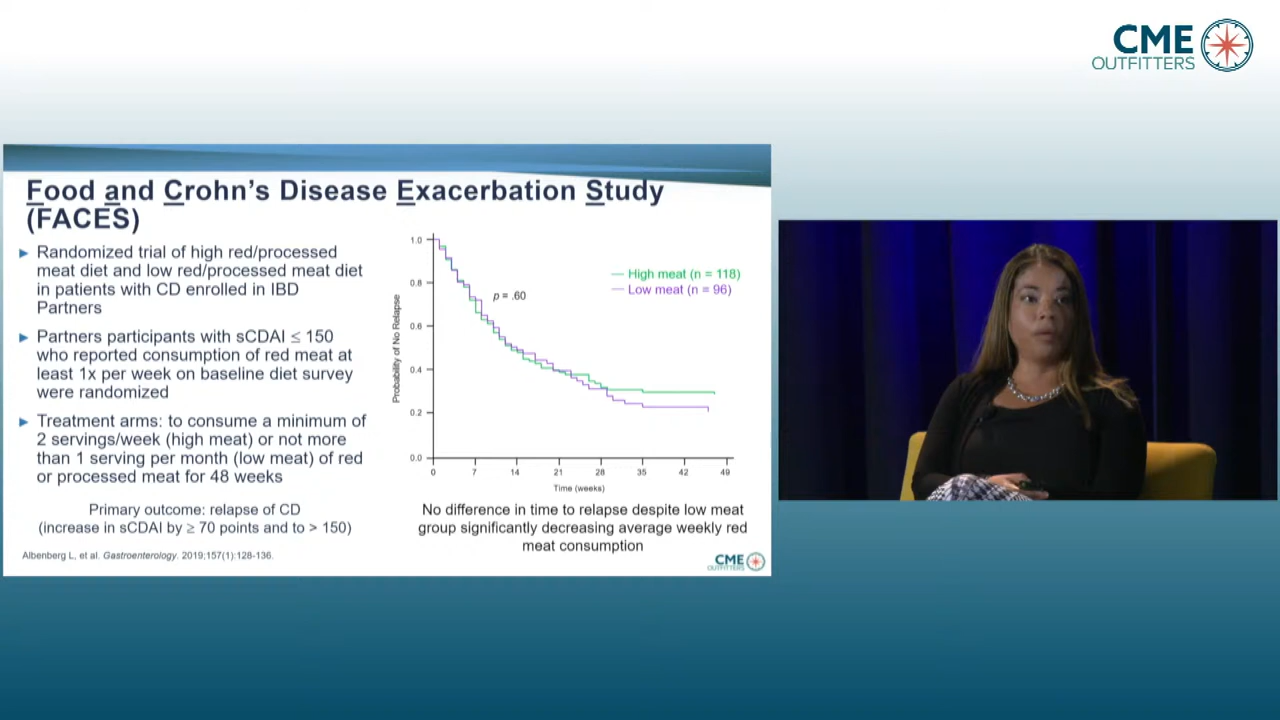 CME
OUTFITTERS
Food and Crohn's Disease Exacerbation Study
(FACES)
Randomized trial of high red/processed
meat diet and low red/processed meat diet
in patients with CD enrolled in IBD
Partners
Partners participants with sCDAI ≤ 150
who reported consumption of red meat at
least 1x per week on baseline diet survey
were randomized
Treatment arms: to consume a minimum of
2 servings/week (high meat) or not more
than 1 serving per month (low meat) of red
or processed meat for 48 weeks
Primary outcome: relapse of CD
(increase in sCDAI by ≥ 70 points and to > 150)
Albenberg L, et al. Gastroenterology. 2019;157(1):128-136.
Probability of No Relapse
1.0
0.8
0.6
0.4
0.2
0.0
p = .60
High meat (n = 118)
Low meat (n = 96)
0 7 14 21 28 35 42 49
Time (weeks)
No difference in time to relapse despite low meat
group significantly decreasing average weekly red
meat consumption
CME
OUTFITTERS